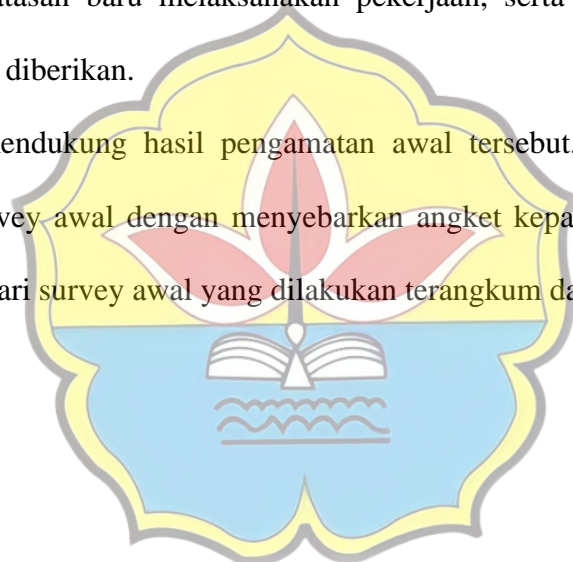 atasan baru melaksanakan pekerjaan, serta
diberikan.
endukung hasil pengamatan awal tersebut,
vey awal dengan menyebarkan angket kepa
ari survey awal yang dilakukan terangkum da